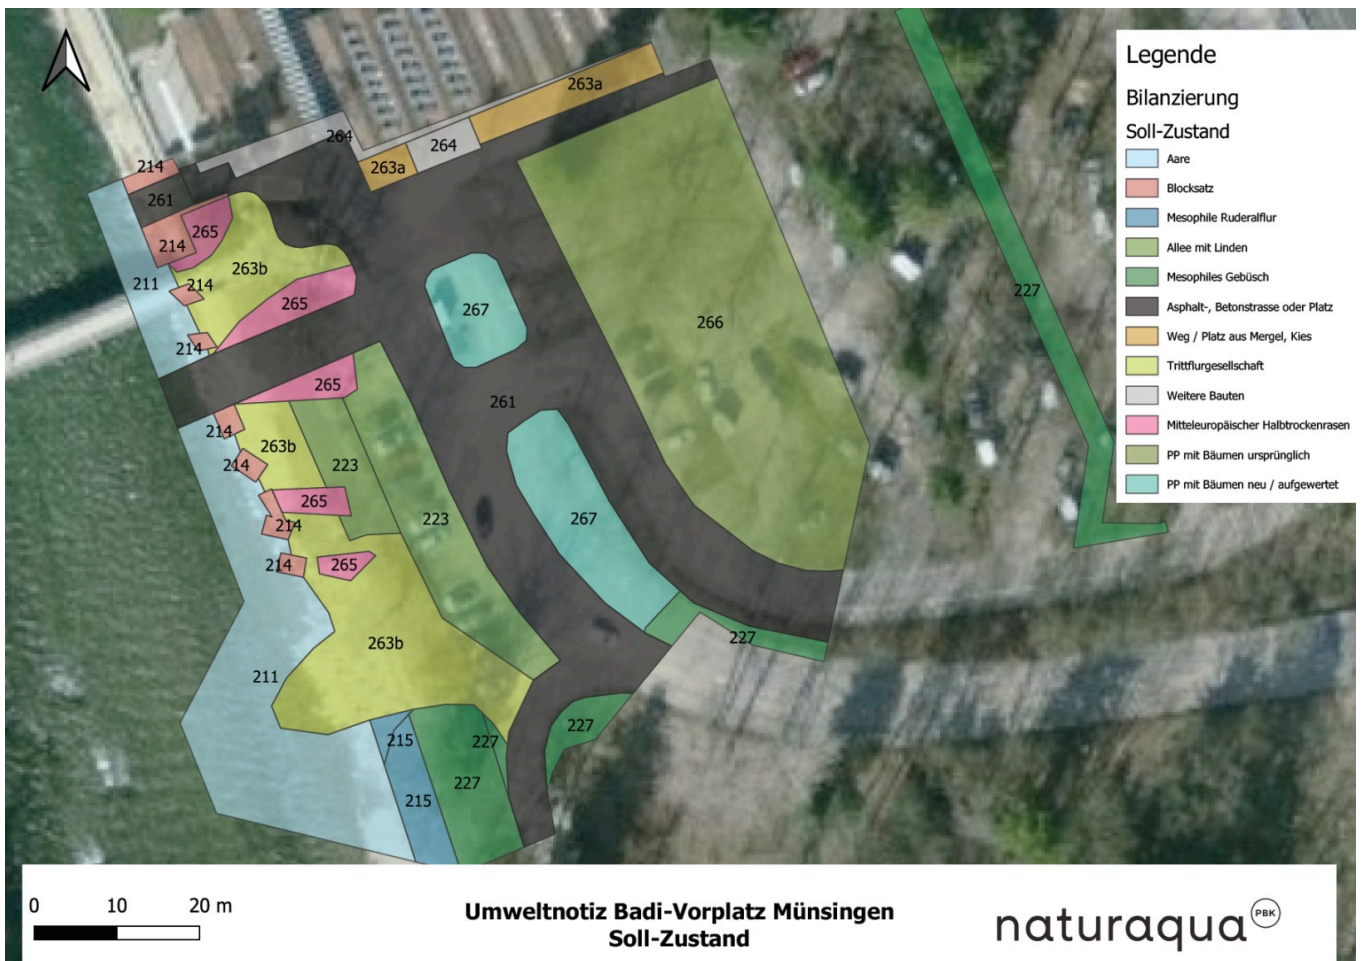 263a
264
264
263a
214
261
265
214
263b
214
211
265
214
267
266
227
265
261
214
263b
214
223
265
214
223
267
214
265
263b
227
211
215
227
227
227
215
Legende
Bilanzierung
Soll-Zustand
Aare
Blocksatz
Mesophile Ruderalflur
Allee mit Linden
Mesophiles Gebüsch
Asphalt-, Betonstrasse oder Platz
Weg / Platz aus Mergel, Kies
Trittflurgesellschaft
Weitere Bauten
Mitteleuropäischer Halbtrockenrasen
PP mit Bäumen ursprünglich
PP mit Bäumen neu / aufgewertet
0 10 20 m
Umweltnotiz Badi-Vorplatz Münsingen
Soll-Zustand
naturaqua PBK